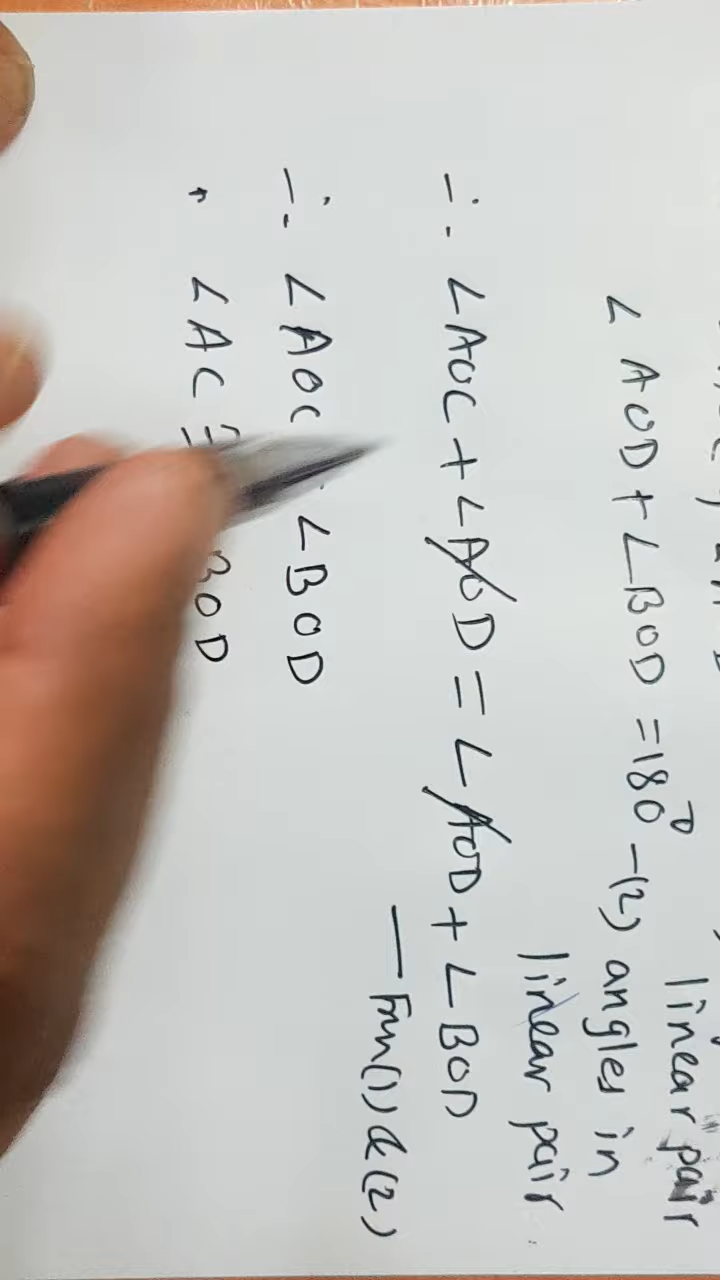 linear pair
∠ AOD + ∠BOD = 180° -(2) angles in
linear pair.
∴ ∠AOC + ∠AOD = ∠AOD + ∠BOD
— From (1) & (2)
∴ ∠AOC ∠BOD
∠AC ≅ BOD